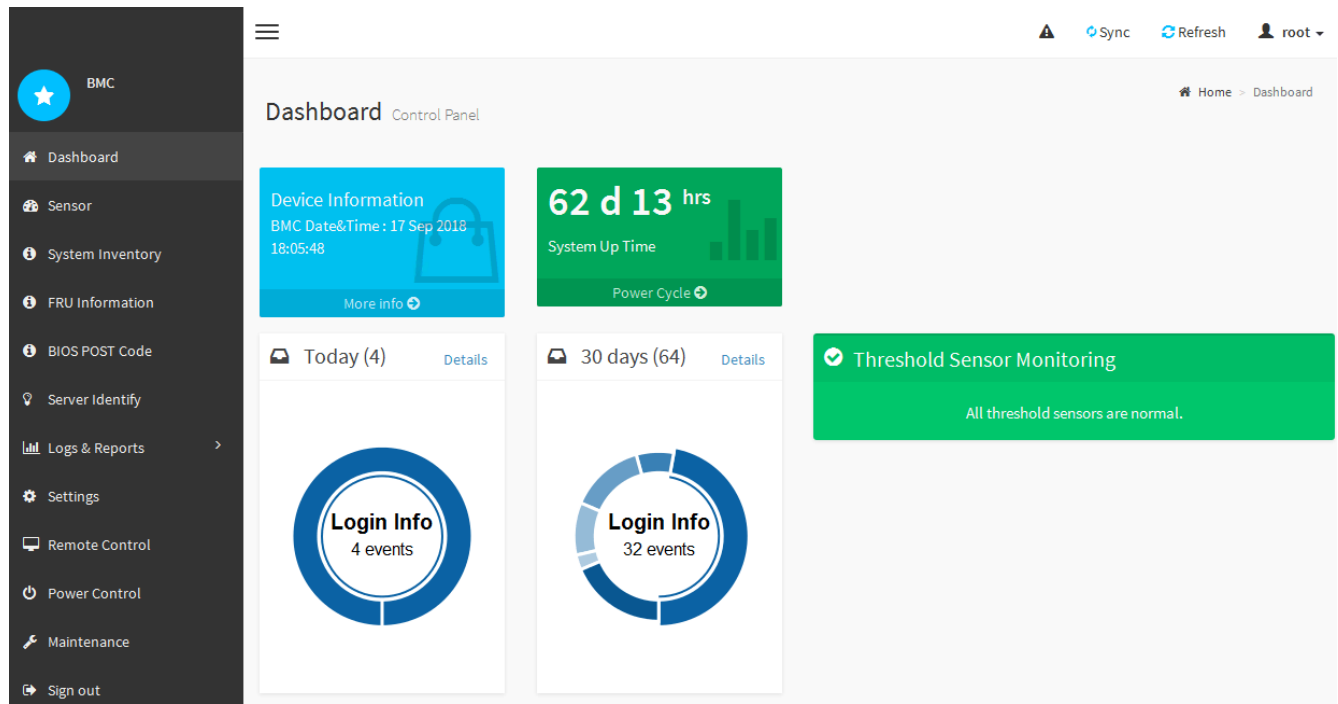 Sync
Refresh
root
BMC
Home > Dashboard
Dashboard Control Panel
Dashboard
Sensor
System Inventory
FRU Information
BIOS POST Code
Server Identify
Logs & Reports
Settings
Remote Control
Power Control
Maintenance
Sign out
Device Information
BMC Date&Time : 17 Sep 2018
18:05:48
More info
62 d 13 hrs
System Up Time
Power Cycle
Today (4) Details
Login Info
4 events
30 days (64) Details
Login Info
32 events
Threshold Sensor Monitoring
All threshold sensors are normal.